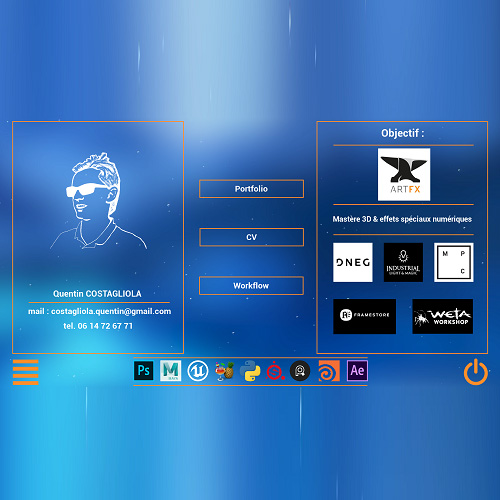 Quentin COSTAGLIOLA
mail : costagliola.quentin@gmail.com
tel. 06 14 72 67 71
Portfolio
CV
Workflow
Objectif :
ARTFX
Mastère 3D & effets spéciaux numériques
DNEG
INDUSTRIAL
LIGHT & MAGIC
M P
C
FRAMESTORE
WETA
WORKSHOP
Ps
M
Ae